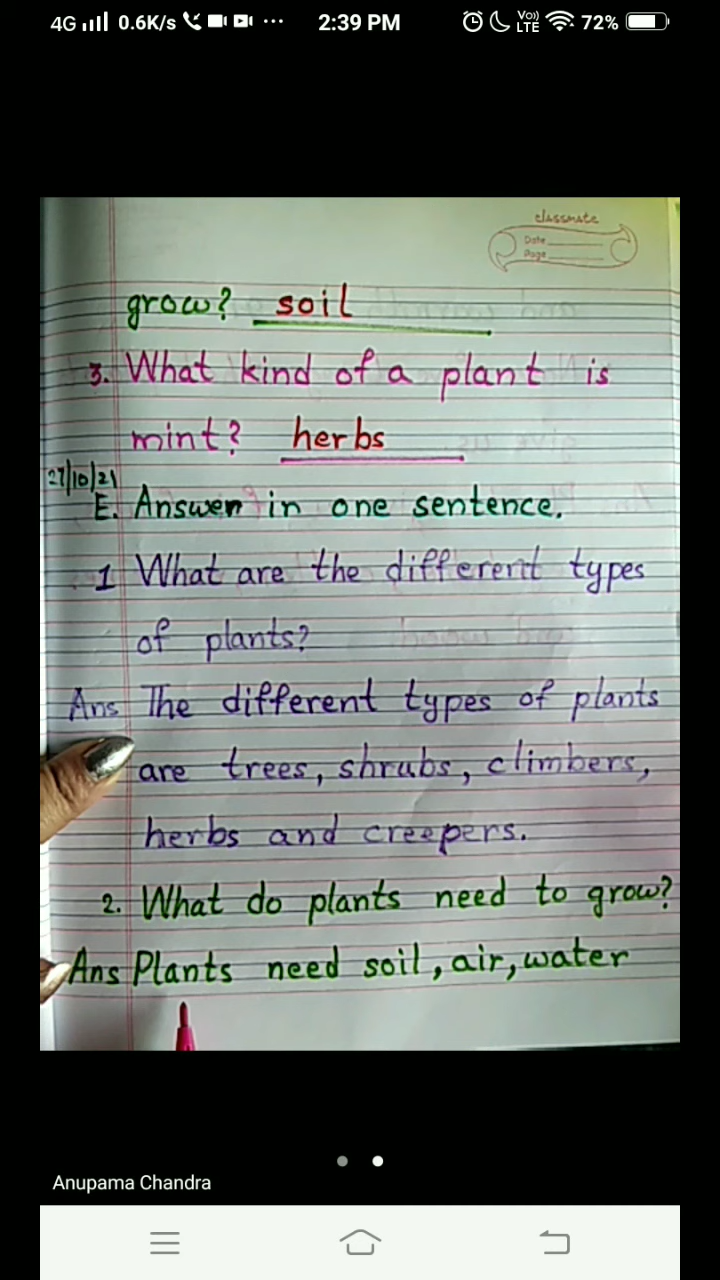 4G 0.6K/s ... 2:39 PM Vo) LTE 72%
classmate
Date
Page
grow? soil
3. What kind of a plant is
mint? herbs
27/10/21
E. Answer in one sentence.
1 What are the different types
of plants?
Ans The different types of plants
are trees, shrubs, climbers,
herbs and creepers.
2. What do plants need to grow?
Ans Plants need soil, air, water
Anupama Chandra